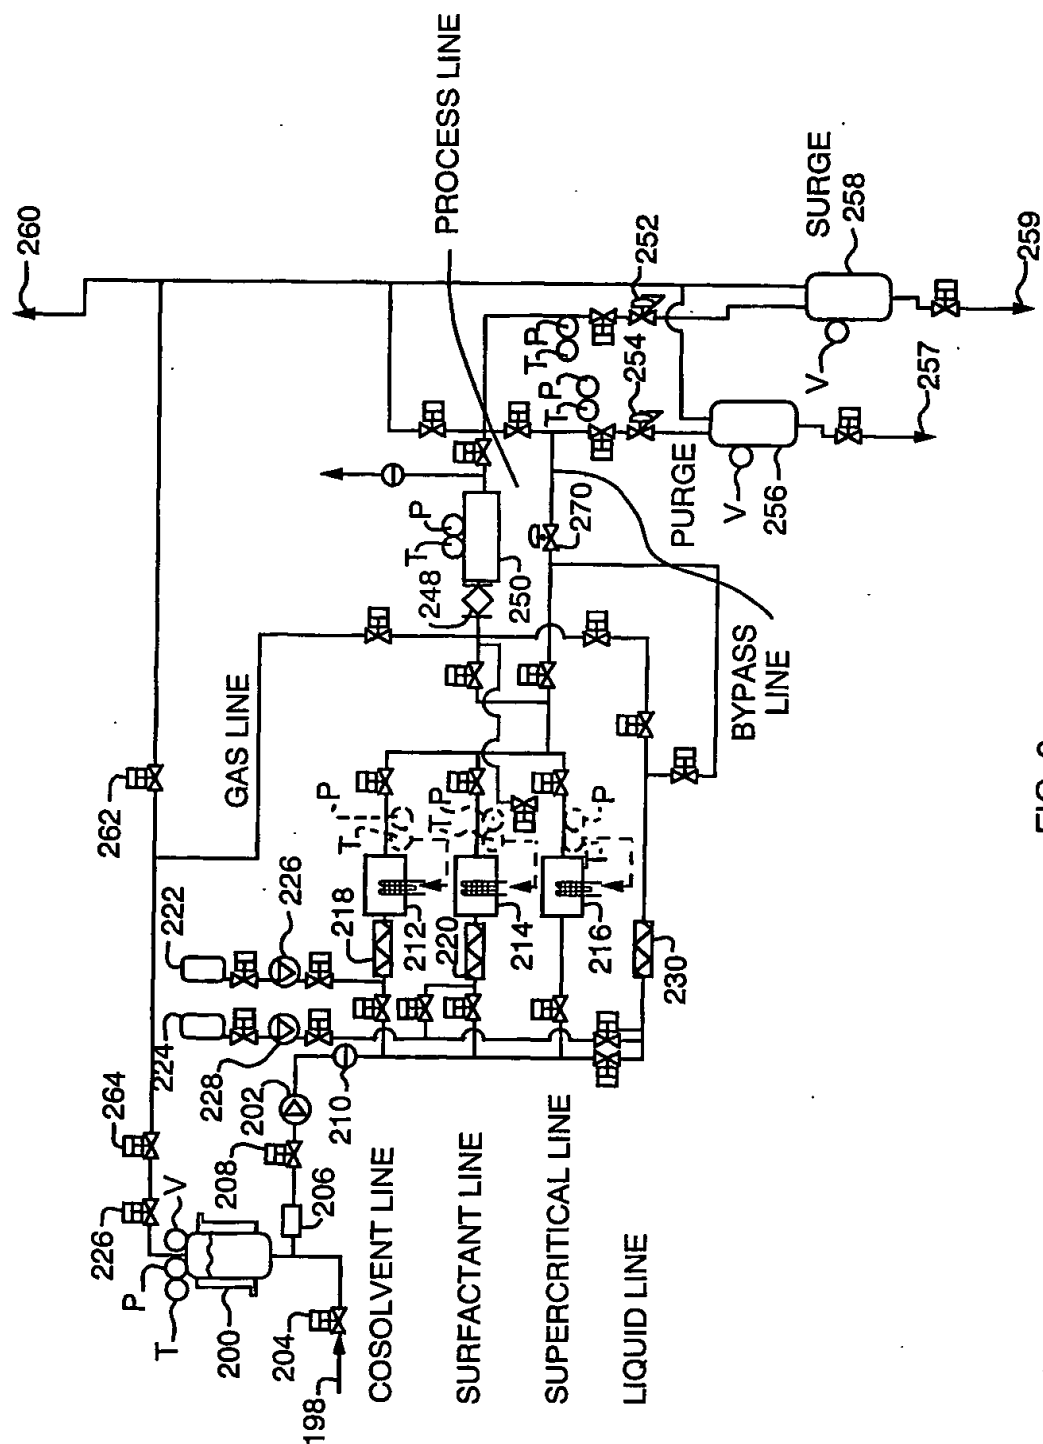 260
PROCESS LINE
SURGE
258
252
259
P
T
P
T
254
V
257
PURGE
V
256
270
P
T
248
250
BYPASS
LINE
GAS LINE
262
P
T
P
T
P
T
222
226
218
212
220
214
216
230
224
228
264
202
210
208
206
226
V
P
T
200
204
198
COSOLVENT LINE
SURFACTANT LINE
SUPERCRITICAL LINE
LIQUID LINE